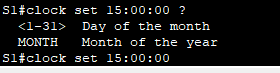 S1#clock set 15:00:00 ?
  <1-31>  Day of the month
  MONTH   Month of the year
S1#clock set 15:00:00